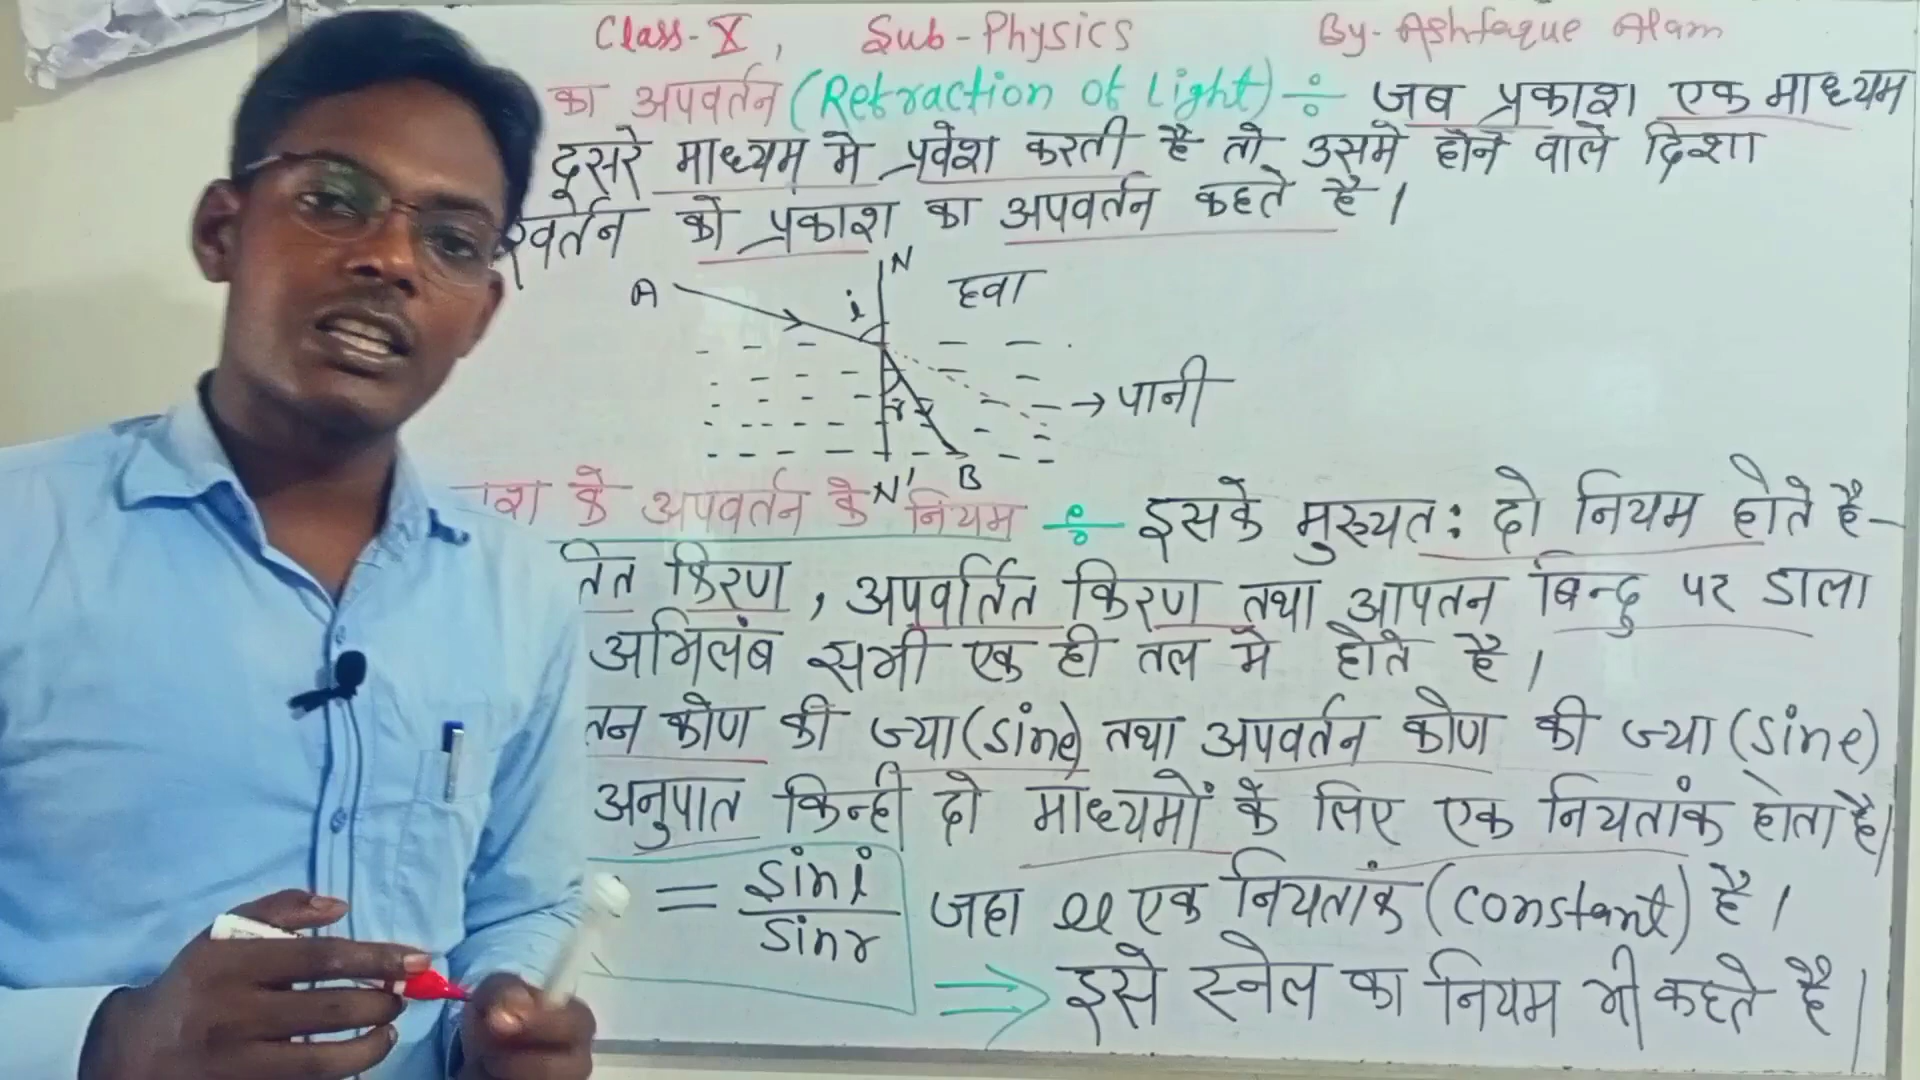 Class-X, Sub-Physics By-Ashfaque Alam
का अपवर्तन (Refraction of Light) ÷ जब प्रकाश एक माध्यम
दूसरे माध्यम मे प्रवेश करती है तो उसमे होने वाले दिशा
रवर्तन को प्रकाश का अपवर्तन कहते है।
N
A i हवा
r → पानी
N' B
ाश के अपवर्तन के नियम ÷ इसके मुख्यत: दो नियम होते है-
तित किरण, अपवर्तित किरण तथा आपतन बिन्दु पर डाला
अभिलंब सभी एक ही तल मे होते है।
तन कोण की ज्या (sine) तथा अपवर्तन कोण की ज्या (sine)
अनुपात किन्ही दो माध्यमों के लिए एक नियतांक होता है।
= sin i / sin r जहा μ एक नियतांक (constant) है।
⇒ इसे स्नेल का नियम भी कहते है।